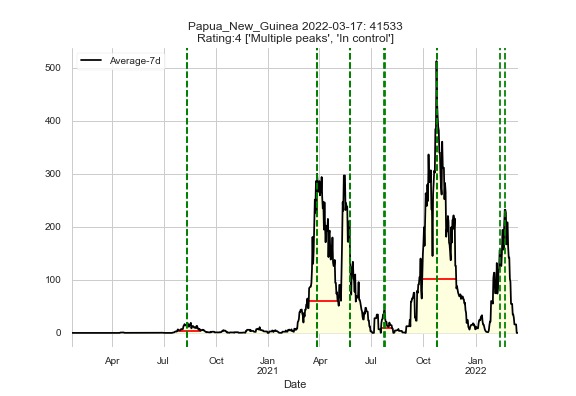 Papua_New_Guinea 2022-03-17: 41533
Rating:4 ['Multiple peaks', 'In control']
Average-7d
500
400
300
200
100
0
Apr Jul Oct Jan Apr Jul Oct Jan
2021 2022
Date